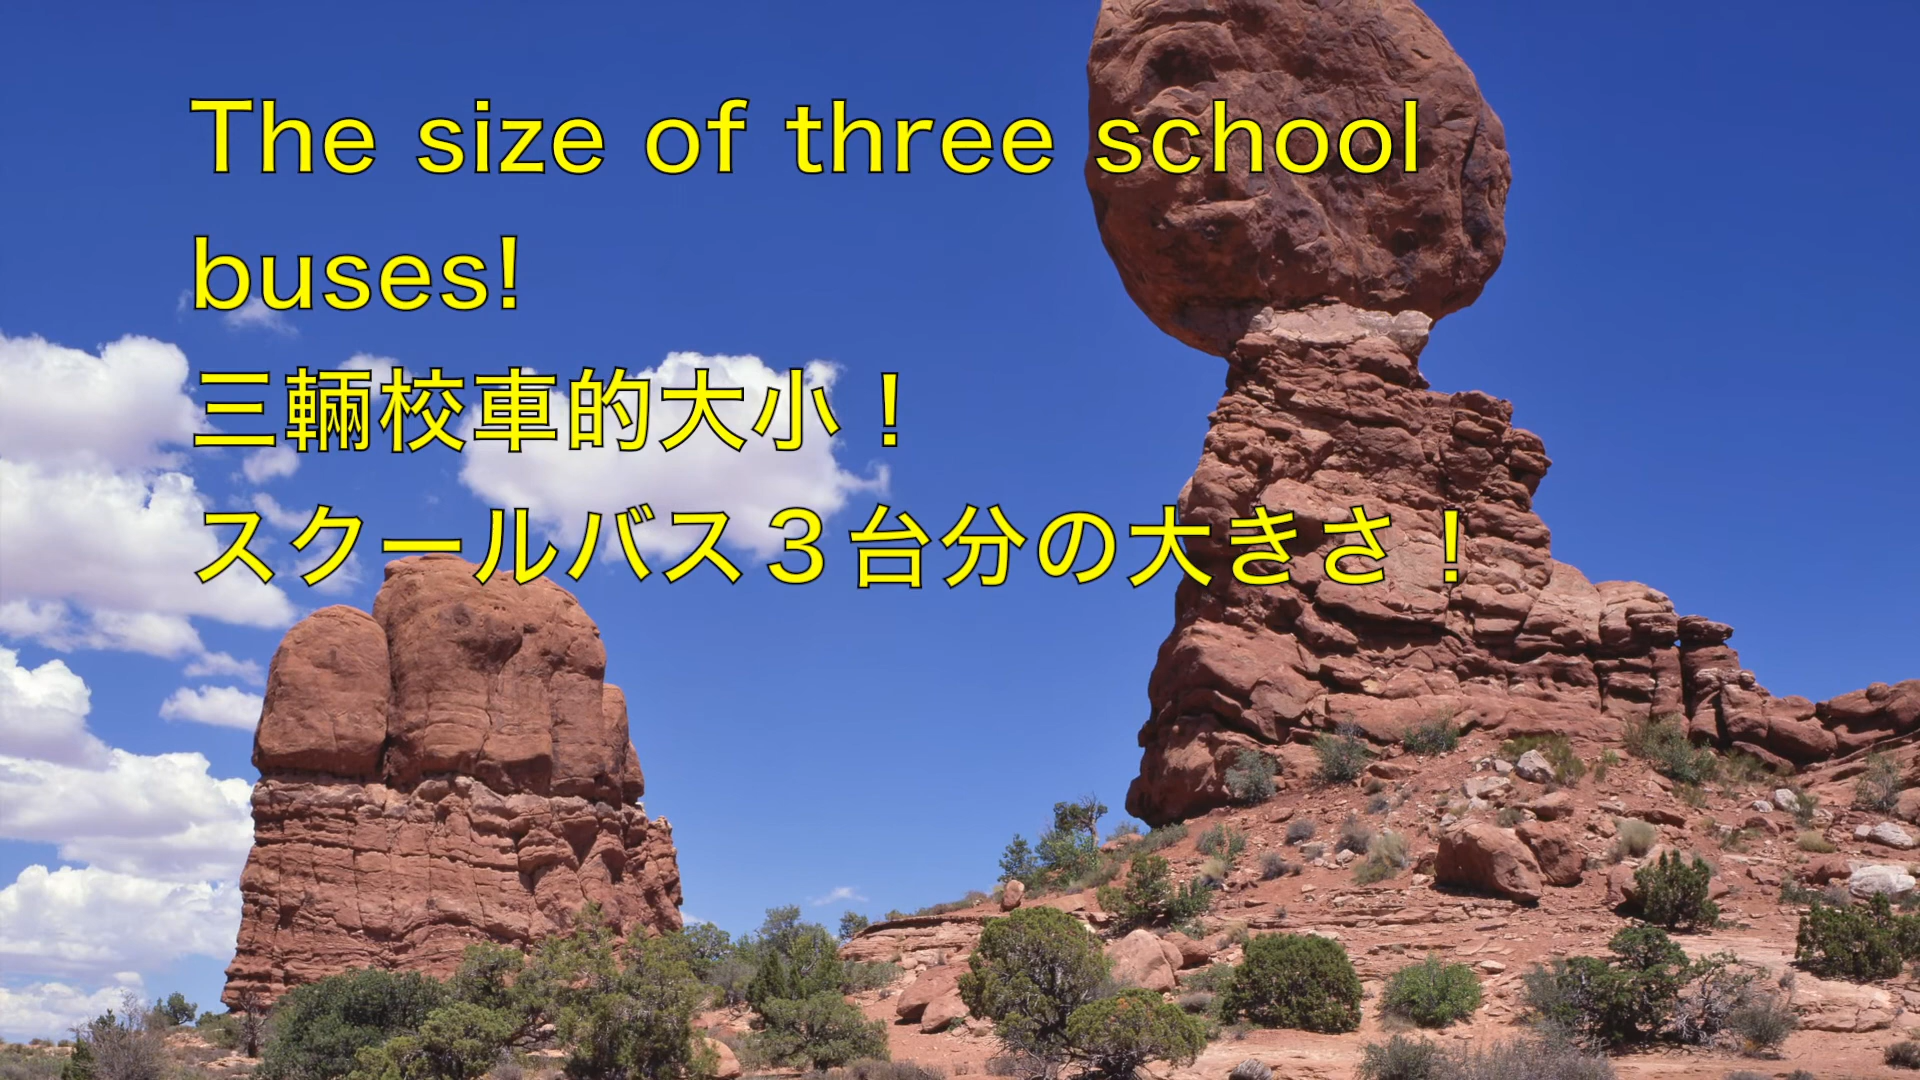 The size of three school
buses!
三輛校車的大小！
スクールバス３台分の大きさ！